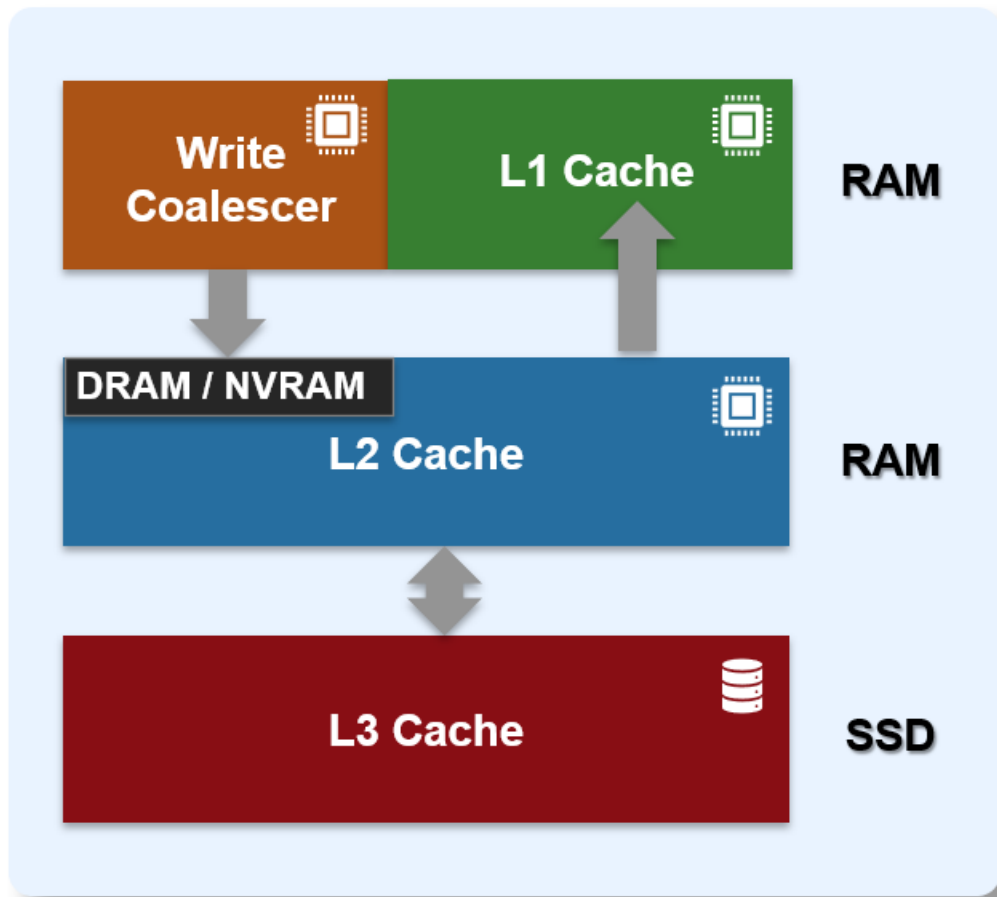 Write
Coalescer
L1 Cache
RAM
DRAM / NVRAM
L2 Cache
RAM
L3 Cache
SSD